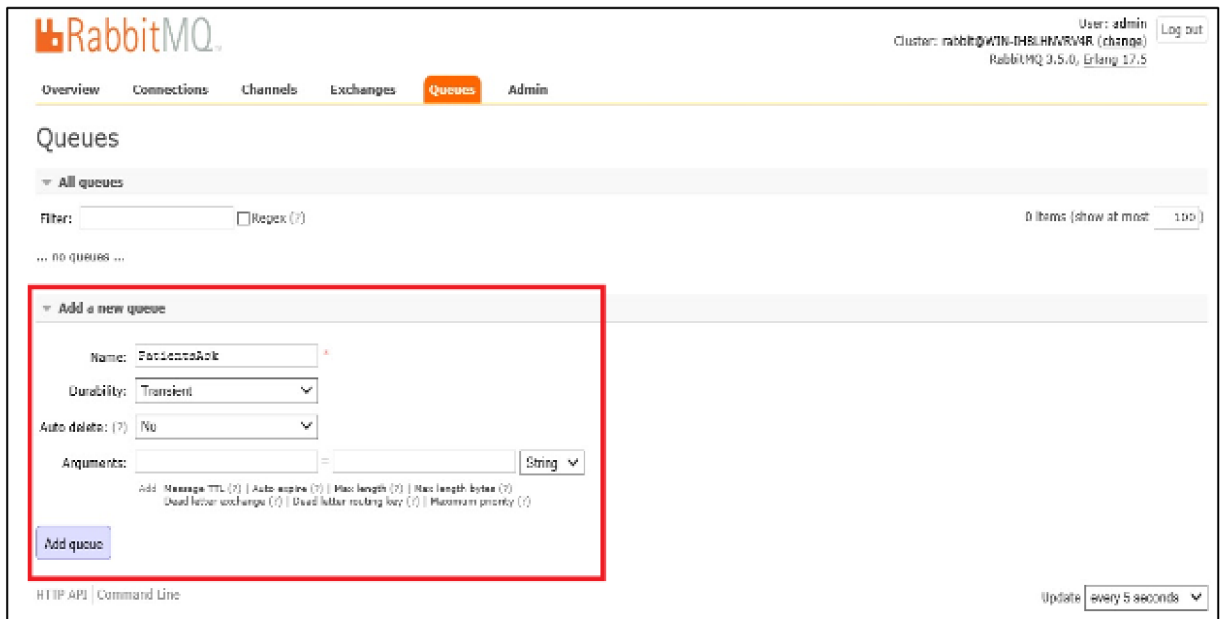 RabbitMQ
User: admin
Log out
Cluster: rabbit@WIN-IHBLHNVRV4R (change)
RabbitMQ 3.5.0, Erlang 17.5
Overview Connections Channels Exchanges Queues Admin
Queues
All queues
Filter: Regex (?) 0 items (show at most 100 )
... no queues ...
Add a new queue
Name: PatientsAck *
Durability: Transient
Auto delete: (?) No
Arguments: = String
Add Message TTL (?) | Auto expire (?) | Max length (?) | Max length bytes (?)
Dead letter exchange (?) | Dead letter routing key (?) | Maximum priority (?)
Add queue
HTTP API | Command Line
Update every 5 seconds